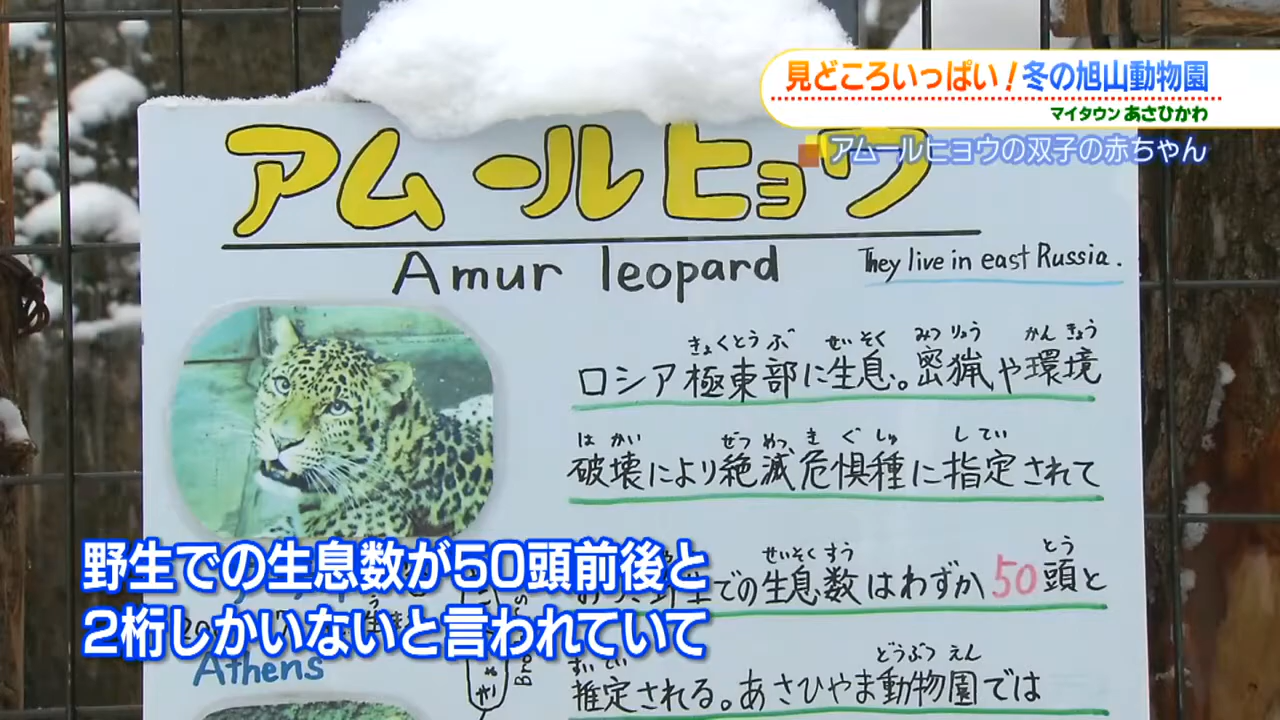 見どころいっぱい！冬の旭山動物園
マイタウン あさひかわ
アムールヒョウの双子の赤ちゃん
アムールヒョウ
Amur leopard
They live in east Russia.
きょくとうぶ せいそく みつりょう かんきょう
ロシア極東部に生息。密猟や環境
はかい ぜつめつきぐしゅ してい
破壊により絶滅危惧種に指定されて
せいそくすう とう
での生息数はわずか50頭と
すいてい どうぶつえん
推定される。あさひやま動物園では
Athens
野生での生息数が50頭前後と
2桁しかいないと言われていて